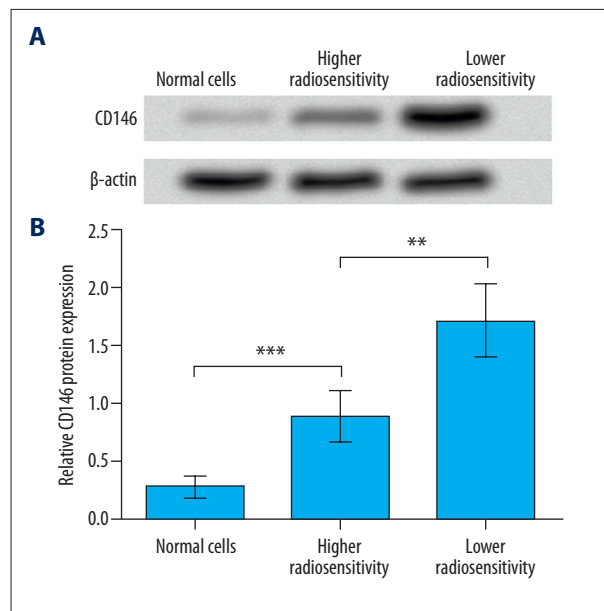 A
Normal cells
Higher
radiosensitivity
Lower
radiosensitivity
CD146
β-actin
B
Relative CD146 protein expression
2.5
2.0
1.5
1.0
0.5
0.0
***
**
Normal cells
Higher
radiosensitivity
Lower
radiosensitivity